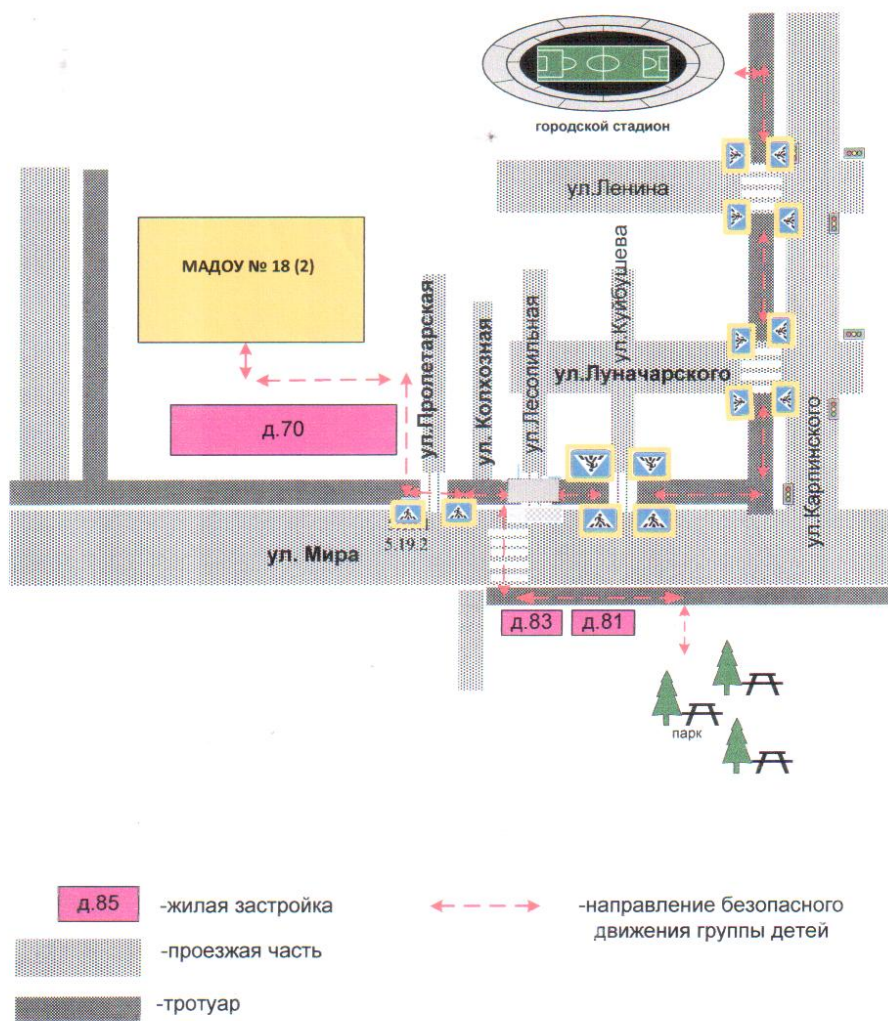 городской стадион
ул.Ленина
МАДОУ № 18 (2)
ул.Пролетарская
ул. Колхозная
ул.Лесопильная
ул.Куйбушева
ул.Луначарского
ул.Карпинского
д.70
5.19.2
ул. Мира
д.83
д.81
парк
д.85
-жилая застройка
-направление безопасного
движения группы детей
-проезжая часть
-тротуар